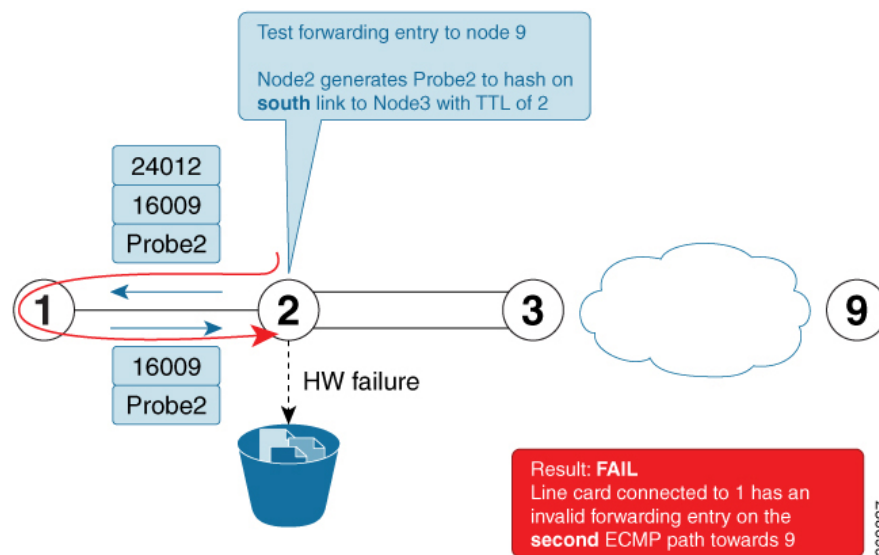 Test forwarding entry to node 9
Node2 generates Probe2 to hash on
south link to Node3 with TTL of 2
24012
16009
Probe2
1
2
3
9
16009
Probe2
HW failure
Result: FAIL
Line card connected to 1 has an
invalid forwarding entry on the
second ECMP path towards 9